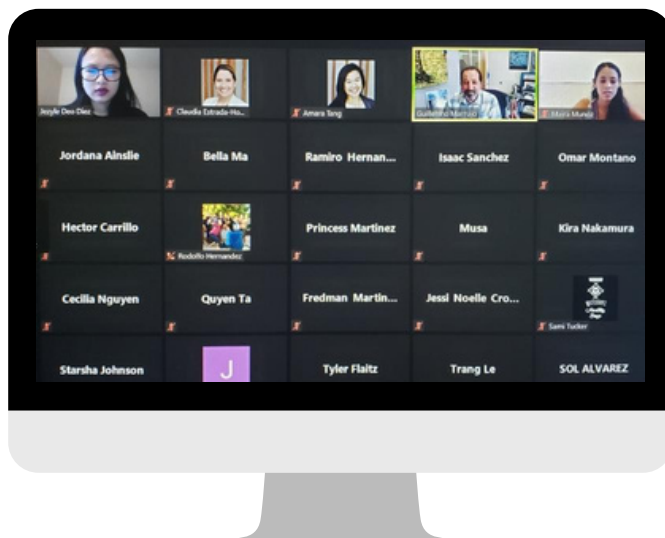 Jezyle Deo Diez
Claudia Estrada-Ho...
Amara Tang
Guillermo
Maira Munoz
Jordana Ainslie
Bella Ma
Ramiro Hernan...
Isaac Sanchez
Omar Montano
Hector Carrillo
Rodolfo Hernandez
Princess Martinez
Musa
Kira Nakamura
Cecilia Nguyen
Quyen Ta
Fredman Martin...
Jessi Noelle Cro...
Sami Tucker
Starsha Johnson
J
Tyler Flaitz
Trang Le
SOL ALVAREZ